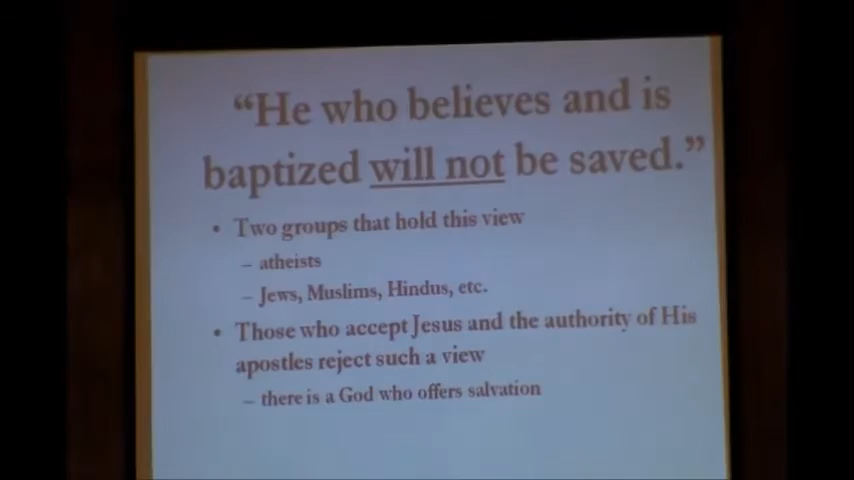 “He who believes and is
baptized will not be saved.”
• Two groups that hold this view
– atheists
– Jews, Muslims, Hindus, etc.
• Those who accept Jesus and the authority of His
apostles reject such a view
– there is a God who offers salvation